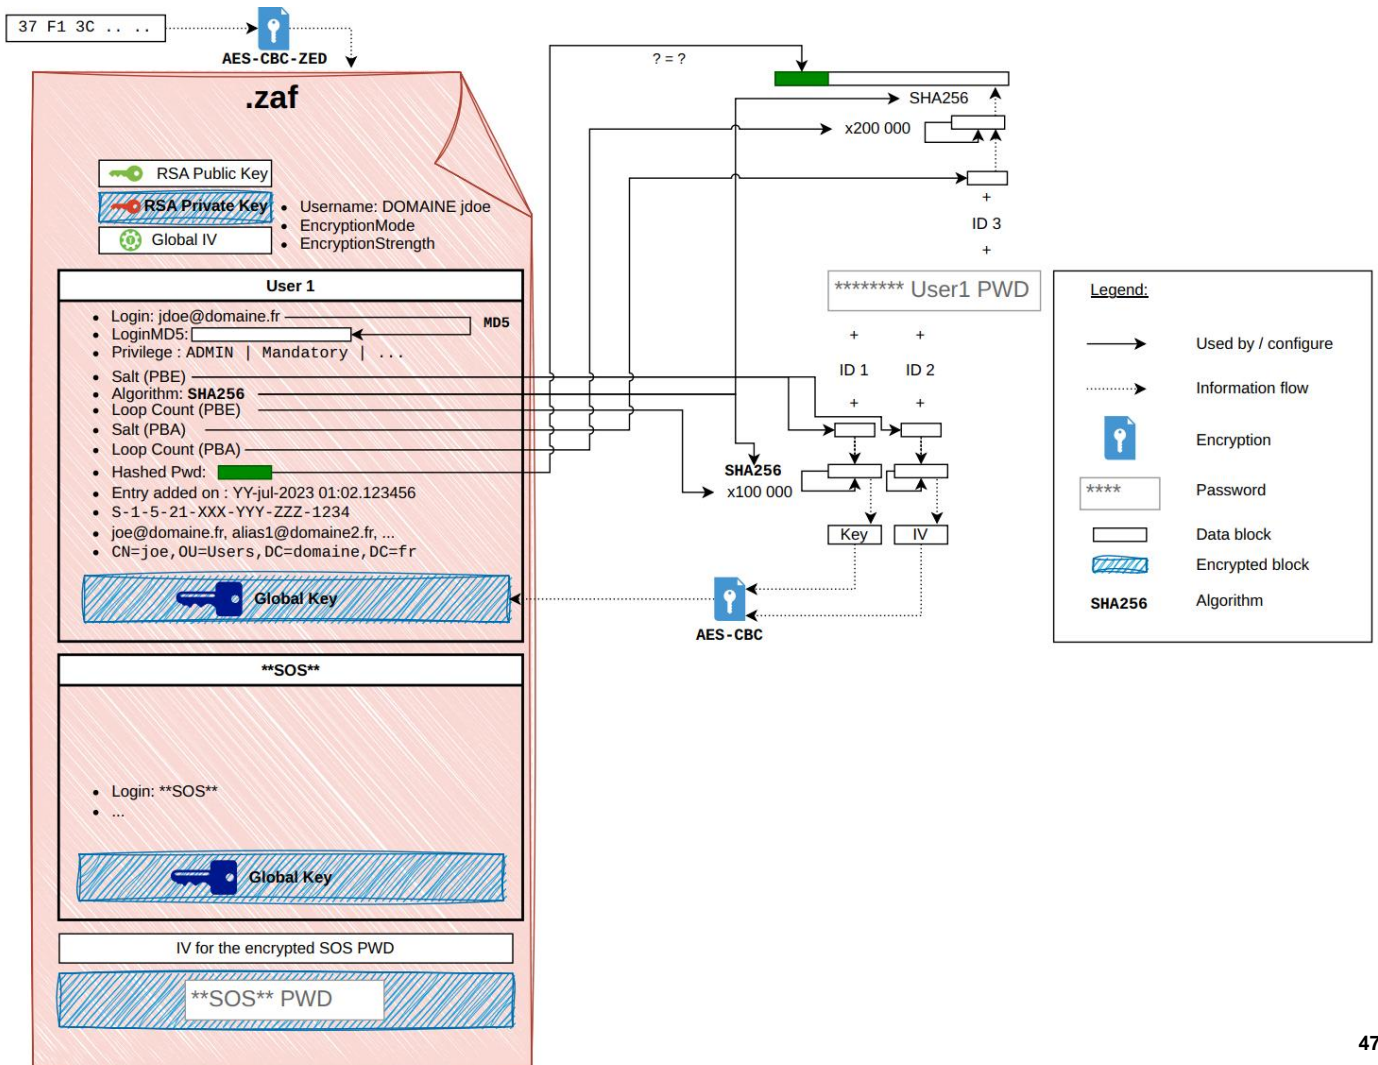 37 F1 3C .. ..
AES-CBC-ZED
.zaf
RSA Public Key
RSA Private Key
Global IV
• Username: DOMAINE jdoe
• EncryptionMode
• EncryptionStrength
User 1
• Login: jdoe@domaine.fr
MD5
• LoginMD5:
• Privilege : ADMIN | Mandatory | ...
• Salt (PBE)
• Algorithm: SHA256
• Loop Count (PBE)
• Salt (PBA)
• Loop Count (PBA)
• Hashed Pwd:
• Entry added on : YY-jul-2023 01:02.123456
• S-1-5-21-XXX-YYY-ZZZ-1234
• joe@domaine.fr, alias1@domaine2.fr, ...
• CN=joe,OU=Users,DC=domaine,DC=fr
Global Key
**SOS**
• Login: **SOS**
• ...
Global Key
IV for the encrypted SOS PWD
**SOS** PWD
? = ?
SHA256
x200 000
+
ID 3
+
******** User1 PWD
+ +
ID 1 ID 2
+ +
SHA256
x100 000
Key IV
AES-CBC
Legend:
Used by / configure
Information flow
Encryption
**** Password
Data block
Encrypted block
SHA256 Algorithm
47